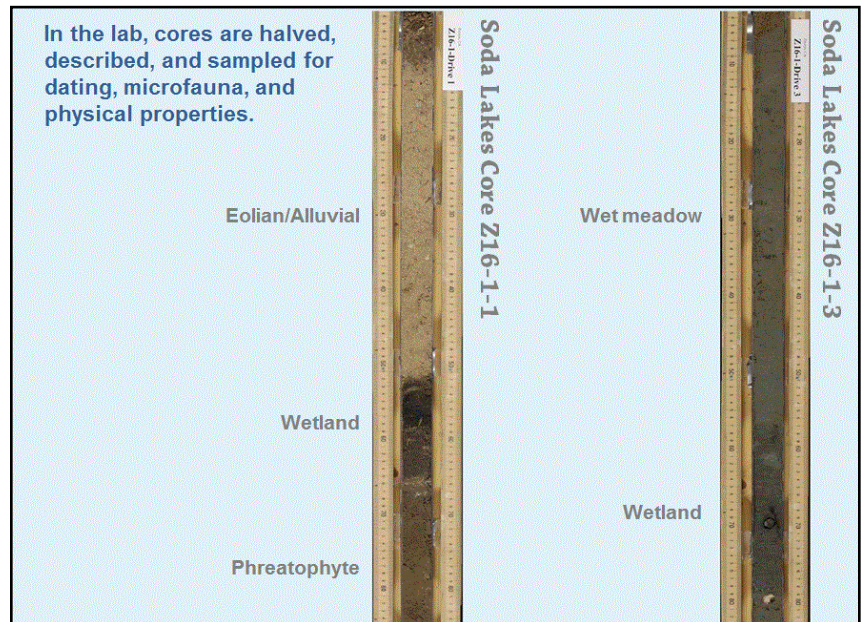 In the lab, cores are halved,
described, and sampled for
dating, microfauna, and
physical properties.
Eolian/Alluvial
Wetland
Phreatophyte
Z16-1-Drive 1
Soda Lakes Core Z16-1-1
Wet meadow
Wetland
Z16-1-Drive 3
Soda Lakes Core Z16-1-3